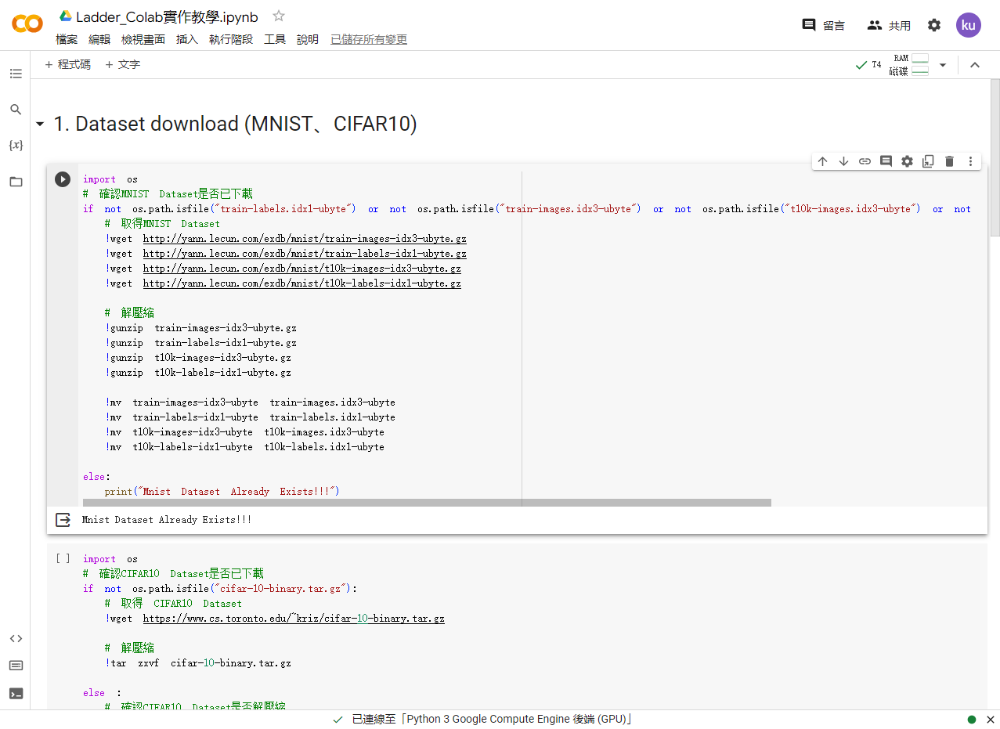 Ladder_Colab實作教學.ipynb
檔案 編輯 檢視畫面 插入 執行階段 工具 說明 已儲存所有變更
留言 共用 ku
+ 程式碼 + 文字
T4 RAM
磁碟
{x}
1. Dataset download (MNIST、CIFAR10)
import os
# 確認MNIST Dataset是否已下載
if not os.path.isfile("train-labels.idx1-ubyte") or not os.path.isfile("train-images.idx3-ubyte") or not os.path.isfile("t10k-images.idx3-ubyte") or not
# 取得MNIST Dataset
!wget http://yann.lecun.com/exdb/mnist/train-images-idx3-ubyte.gz
!wget http://yann.lecun.com/exdb/mnist/train-labels-idx1-ubyte.gz
!wget http://yann.lecun.com/exdb/mnist/t10k-images-idx3-ubyte.gz
!wget http://yann.lecun.com/exdb/mnist/t10k-labels-idx1-ubyte.gz
# 解壓縮
!gunzip train-images-idx3-ubyte.gz
!gunzip train-labels-idx1-ubyte.gz
!gunzip t10k-images-idx3-ubyte.gz
!gunzip t10k-labels-idx1-ubyte.gz
!mv train-images-idx3-ubyte train-images.idx3-ubyte
!mv train-labels-idx1-ubyte train-labels.idx1-ubyte
!mv t10k-images-idx3-ubyte t10k-images.idx3-ubyte
!mv t10k-labels-idx1-ubyte t10k-labels.idx1-ubyte
else:
print("Mnist Dataset Already Exists!!!")
Mnist Dataset Already Exists!!!
[ ] import os
# 確認CIFAR10 Dataset是否已下載
if not os.path.isfile("cifar-10-binary.tar.gz"):
# 取得 CIFAR10 Dataset
!wget https://www.cs.toronto.edu/~kriz/cifar-10-binary.tar.gz
# 解壓縮
!tar zxvf cifar-10-binary.tar.gz
else :
# 確認CIFAR10 Dataset是否解壓縮
已連線至「Python 3 Google Compute Engine 後端 (GPU)」